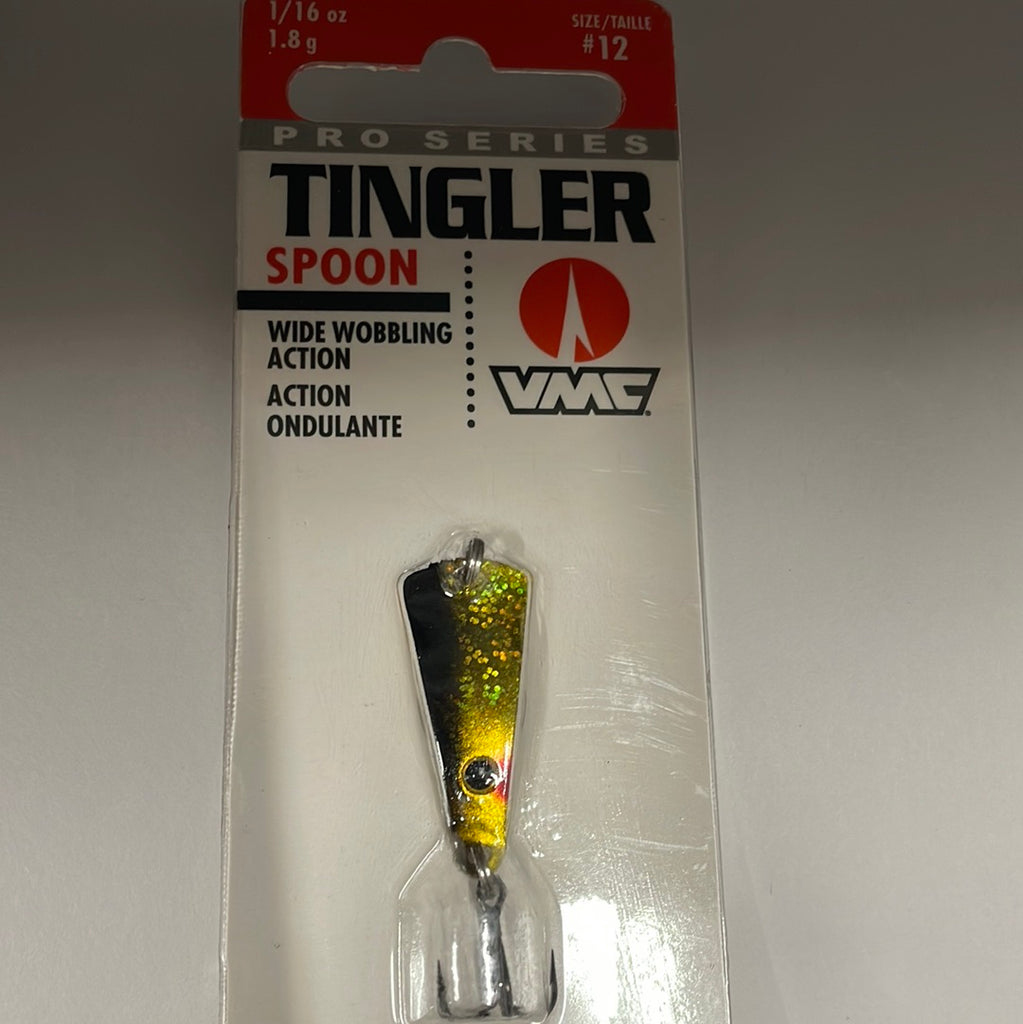 1/16 oz
1.8 g
SIZE/TAILLE
#12
PRO SERIES
TINGLER
SPOON
WIDE WOBBLING
ACTION
ACTION
ONDULANTE
VMC®